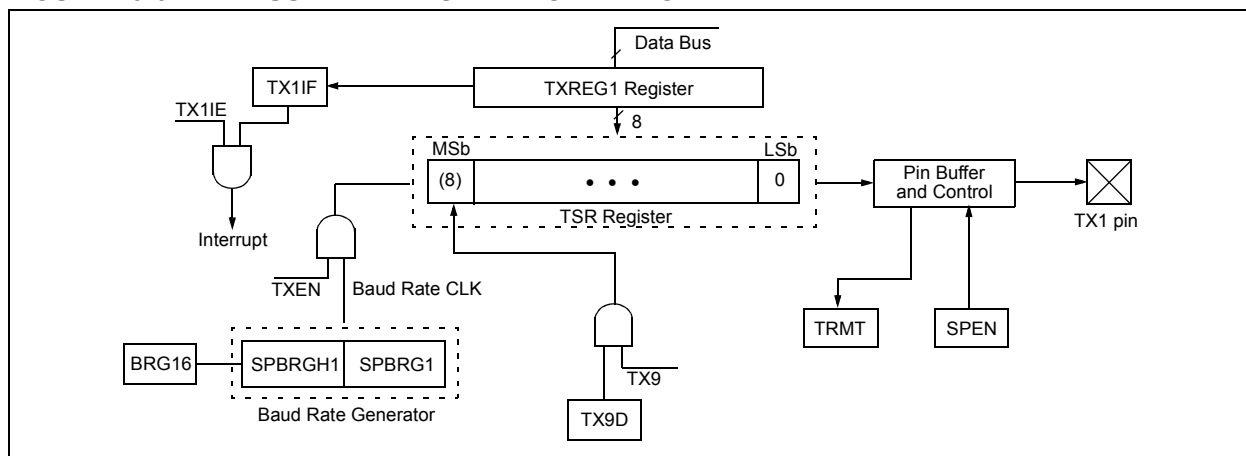 Data Bus
TXREG1 Register
TX1IF
TX1IE
8
MSb
LSb
(8)
• • •
0
TSR Register
Pin Buffer
and Control
TX1 pin
Interrupt
TXEN
Baud Rate CLK
TRMT
SPEN
BRG16
SPBRGH1
SPBRG1
TX9
Baud Rate Generator
TX9D